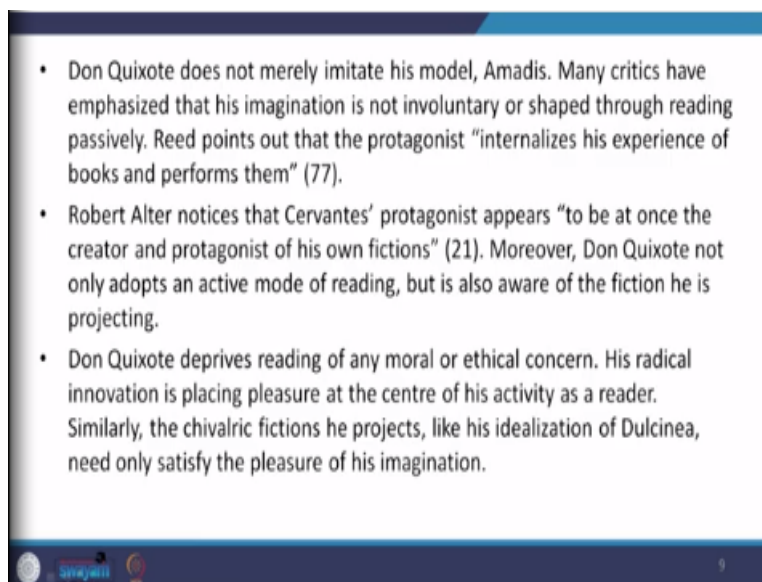 • Don Quixote does not merely imitate his model, Amadis. Many critics have
emphasized that his imagination is not involuntary or shaped through reading
passively. Reed points out that the protagonist “internalizes his experience of
books and performs them” (77).
• Robert Alter notices that Cervantes’ protagonist appears “to be at once the
creator and protagonist of his own fictions” (21). Moreover, Don Quixote not
only adopts an active mode of reading, but is also aware of the fiction he is
projecting.
• Don Quixote deprives reading of any moral or ethical concern. His radical
innovation is placing pleasure at the centre of his activity as a reader.
Similarly, the chivalric fictions he projects, like his idealization of Dulcinea,
need only satisfy the pleasure of his imagination.
swayam
9